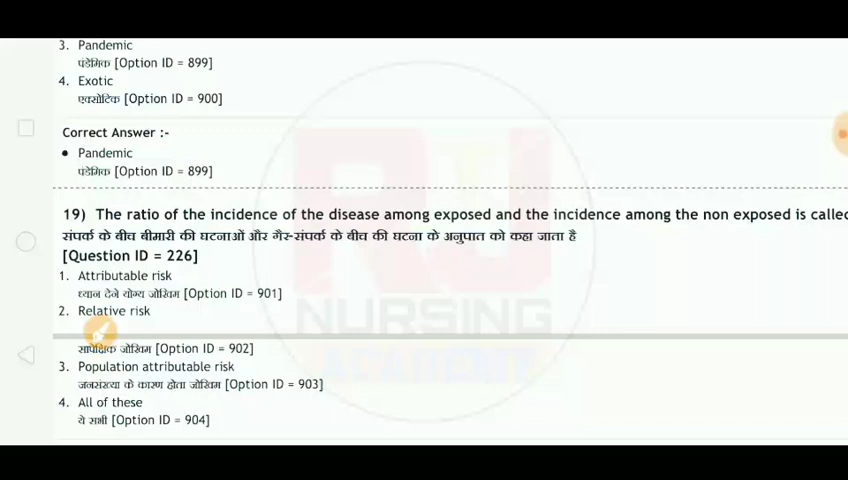 3. Pandemic
पंडेमिक [Option ID = 899]
4. Exotic
एक्सोटिक [Option ID = 900]
Correct Answer :-
• Pandemic
पंडेमिक [Option ID = 899]
19) The ratio of the incidence of the disease among exposed and the incidence among the non exposed is called
संपर्क के बीच बीमारी की घटनाओं और गैर-संपर्क के बीच की घटना के अनुपात को कहा जाता है
[Question ID = 226]
1. Attributable risk
ध्यान देने योग्य जोखिम [Option ID = 901]
2. Relative risk
सापेक्षिक जोखिम [Option ID = 902]
3. Population attributable risk
जनसंख्या के कारण होता जोखिम [Option ID = 903]
4. All of these
ये सभी [Option ID = 904]
RJ
NURSING
ACADEMY